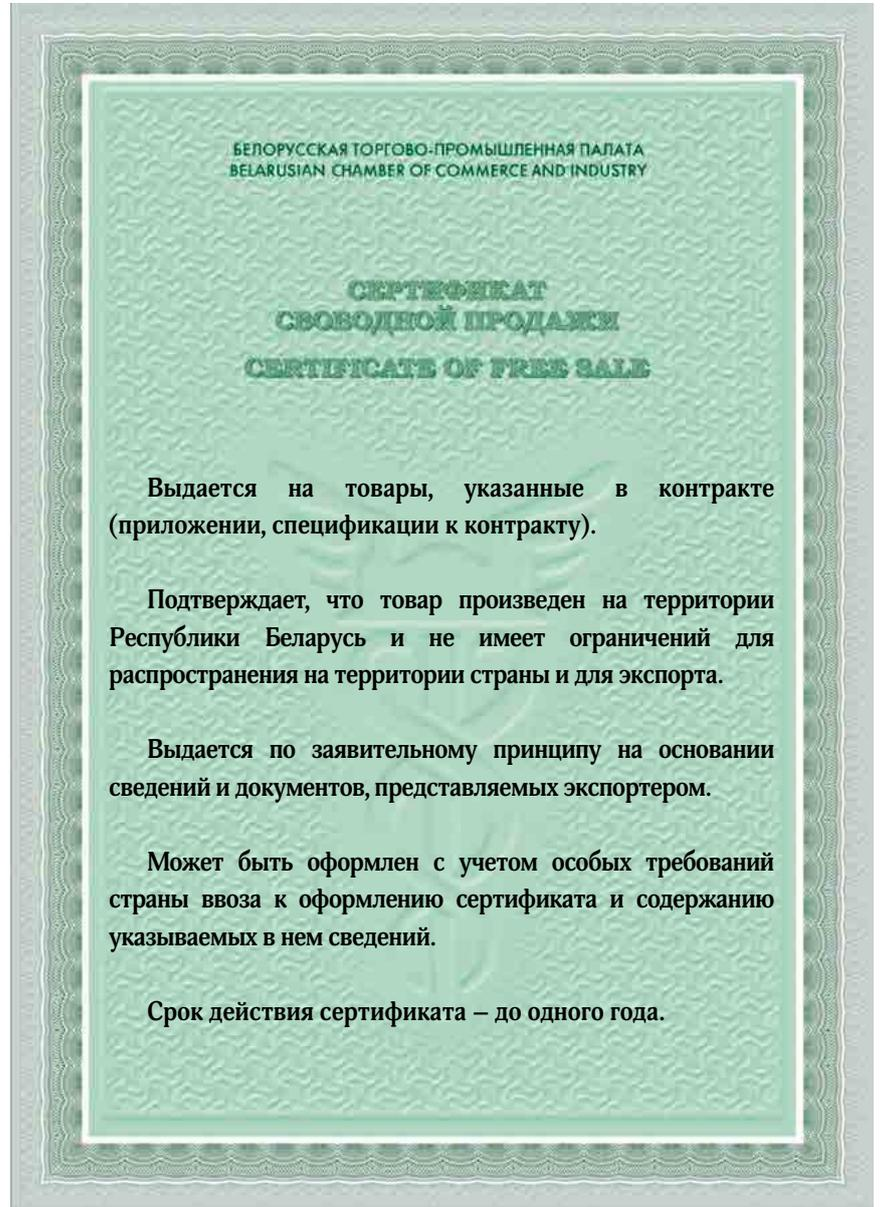 БЕЛОРУССКАЯ ТОРГОВО-ПРОМЫШЛЕННАЯ ПАЛАТА
BELARUSIAN CHAMBER OF COMMERCE AND INDUSTRY
СЕРТИФИКАТ
СВОБОДНОЙ ПРОДАЖИ
CERTIFICATE OF FREE SALE
Выдается на товары, указанные в контракте
(приложении, спецификации к контракту).
Подтверждает, что товар произведен на территории
Республики Беларусь и не имеет ограничений для
распространения на территории страны и для экспорта.
Выдается по заявительному принципу на основании
сведений и документов, представляемых экспортером.
Может быть оформлен с учетом особых требований
страны ввоза к оформлению сертификата и содержанию
указываемых в нем сведений.
Срок действия сертификата – до одного года.